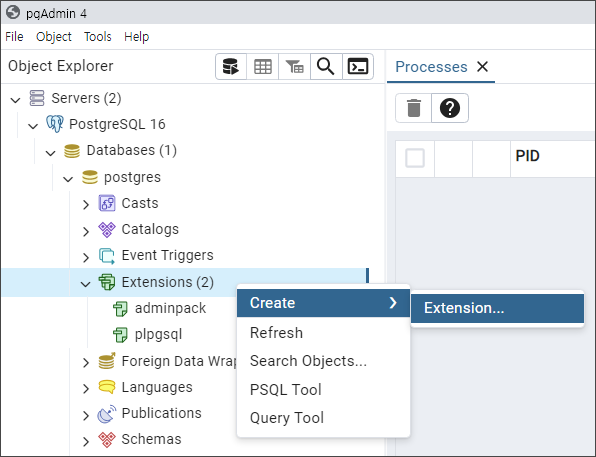 pgAdmin 4
File Object Tools Help
Object Explorer
Processes
Servers (2)
PostgreSQL 16
Databases (1)
PID
postgres
Casts
Catalogs
Event Triggers
Extensions (2)
Create
Extension...
adminpack
Refresh
plpgsql
Search Objects...
Foreign Data Wrap
Languages
PSQL Tool
Publications
Query Tool
Schemas